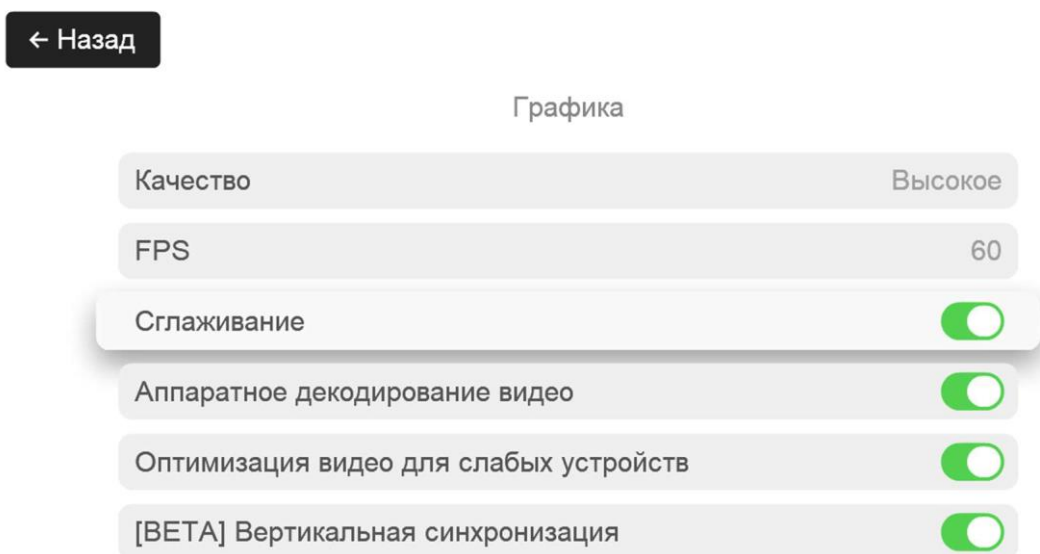 ← Назад
Графика
Качество Высокое
FPS 60
Сглаживание
Аппаратное декодирование видео
Оптимизация видео для слабых устройств
[BETA] Вертикальная синхронизация